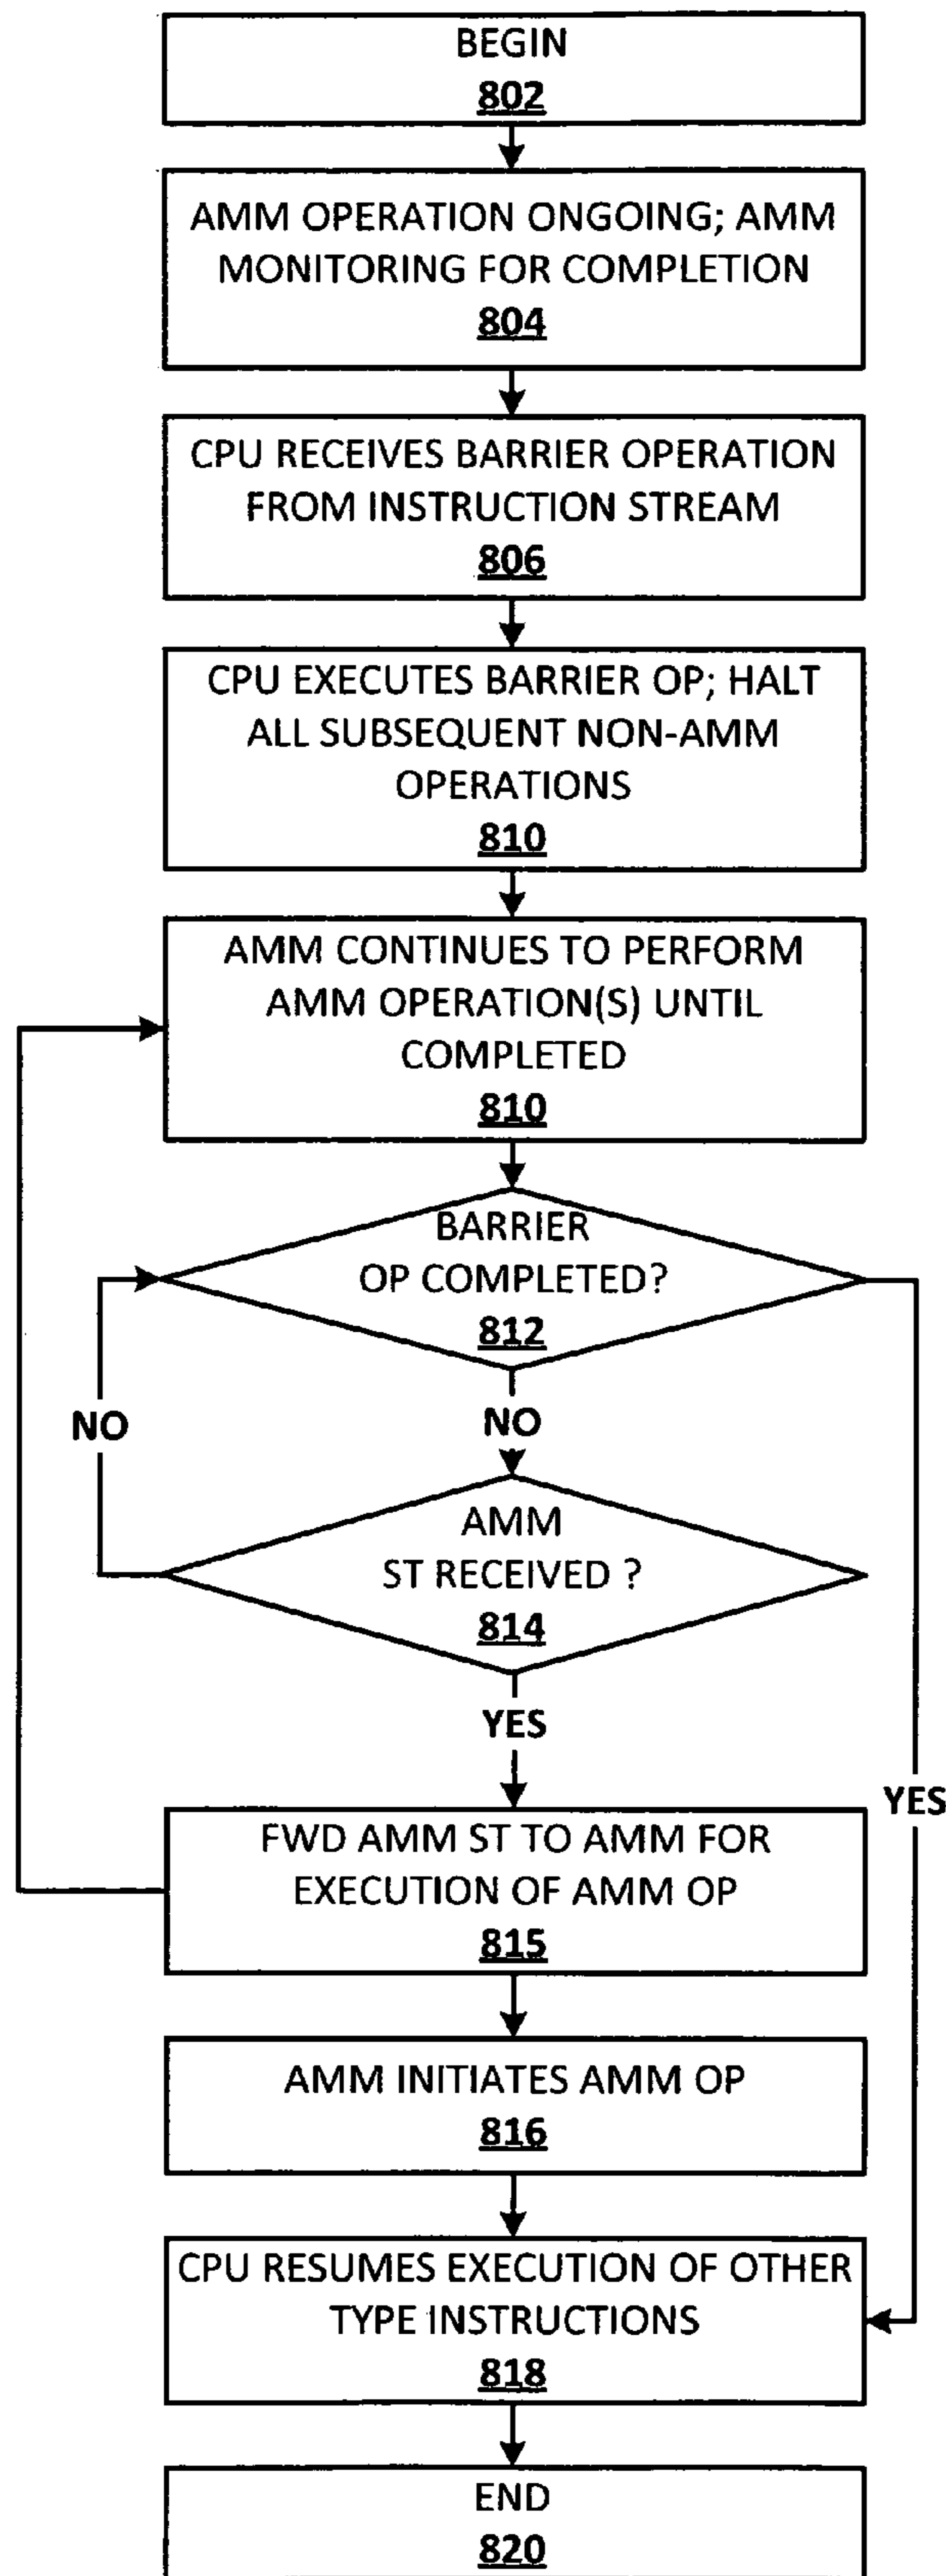 BEGIN
802
AMM OPERATION ONGOING; AMM
MONITORING FOR COMPLETION
804
CPU RECEIVES BARRIER OPERATION
FROM INSTRUCTION STREAM
806
CPU EXECUTES BARRIER OP; HALT
ALL SUBSEQUENT NON-AMM
OPERATIONS
810
AMM CONTINUES TO PERFORM
AMM OPERATION(S) UNTIL
COMPLETED
810
BARRIER
OP COMPLETED?
812
NO
NO
AMM
ST RECEIVED ?
814
YES
YES
FWD AMM ST TO AMM FOR
EXECUTION OF AMM OP
815
AMM INITIATES AMM OP
816
CPU RESUMES EXECUTION OF OTHER
TYPE INSTRUCTIONS
818
END
820